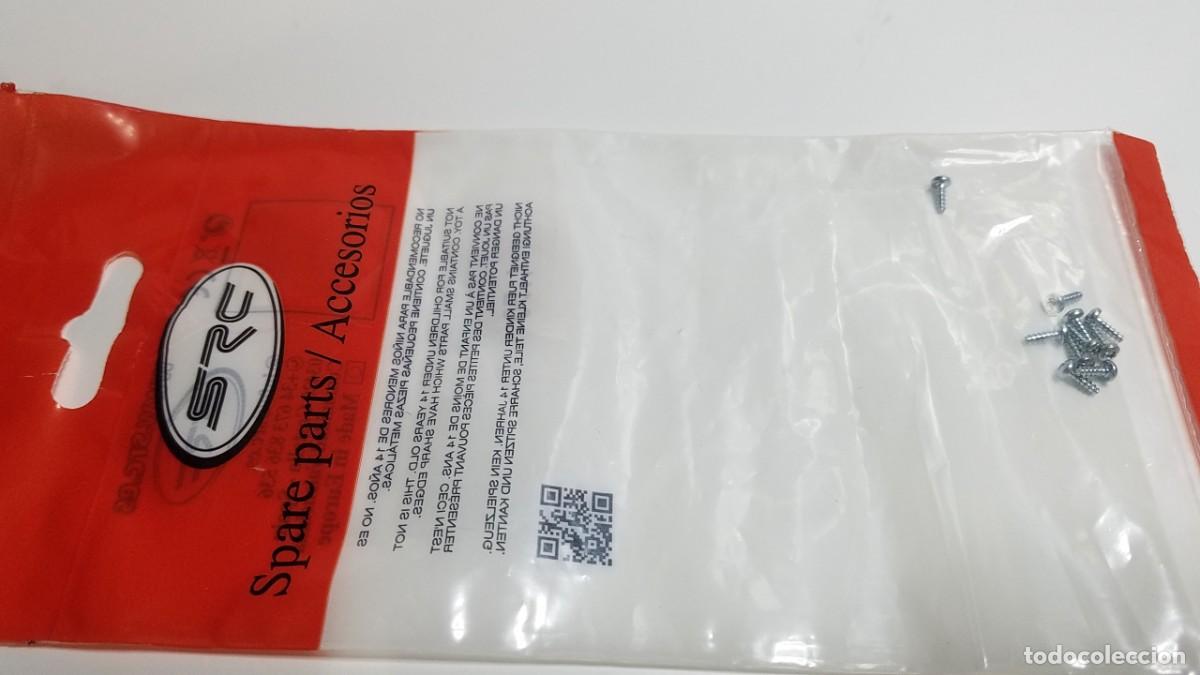 SRC
Spare parts / Accesorios
Made in Europe
NO RECOMENDABLE PARA NIÑOS MENORES DE 14 AÑOS. NO ES
UN JUGUETE. CONTIENE PEQUEÑAS PIEZAS METALICAS.
NOT SUITABLE FOR CHILDREN UNDER 14 YEARS OLD. THIS IS NOT
A TOY. CONTAINS SMALL PARTS WHICH HAVE SHARP EDGES.
NE CONVIENT PAS A UN ENFANT DE MOINS DE 14 ANS. CECI N'EST
PAS UN JOUET. CONTIENT DES PETITES PIÈCES POUVANT PRÉSENTER
UN DANGER POTENTIEL.
NICHT GEEIGNET FÜR KINDER UNTER 14 JAHREN. KEIN SPIELZEUG.
ACHTUNG! ENTHAELT KLEINE TEILE, SCHARFE SPITZEN UND KANTEN.
todocoleccion